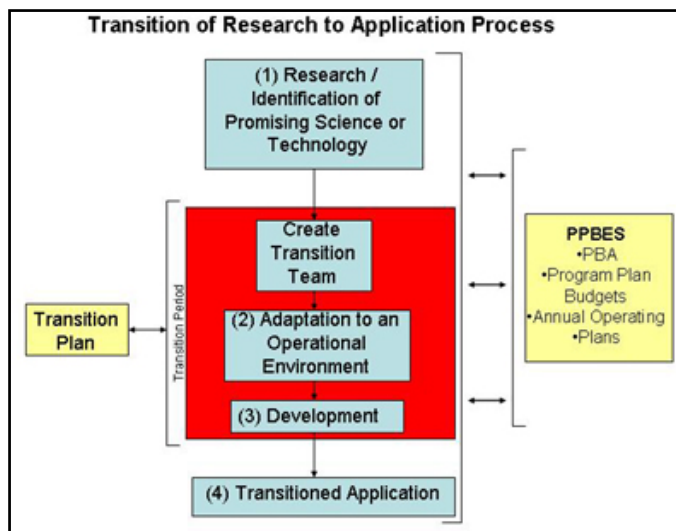 Transition of Research to Application Process
(1) Research /
Identification of
Promising Science or
Technology
Create
Transition
Team
(2) Adaptation to an
Operational
Environment
(3) Development
(4) Transitioned Application
Transition Period
Transition
Plan
PPBES
•PBA
•Program Plan
Budgets
•Annual Operating
•Plans